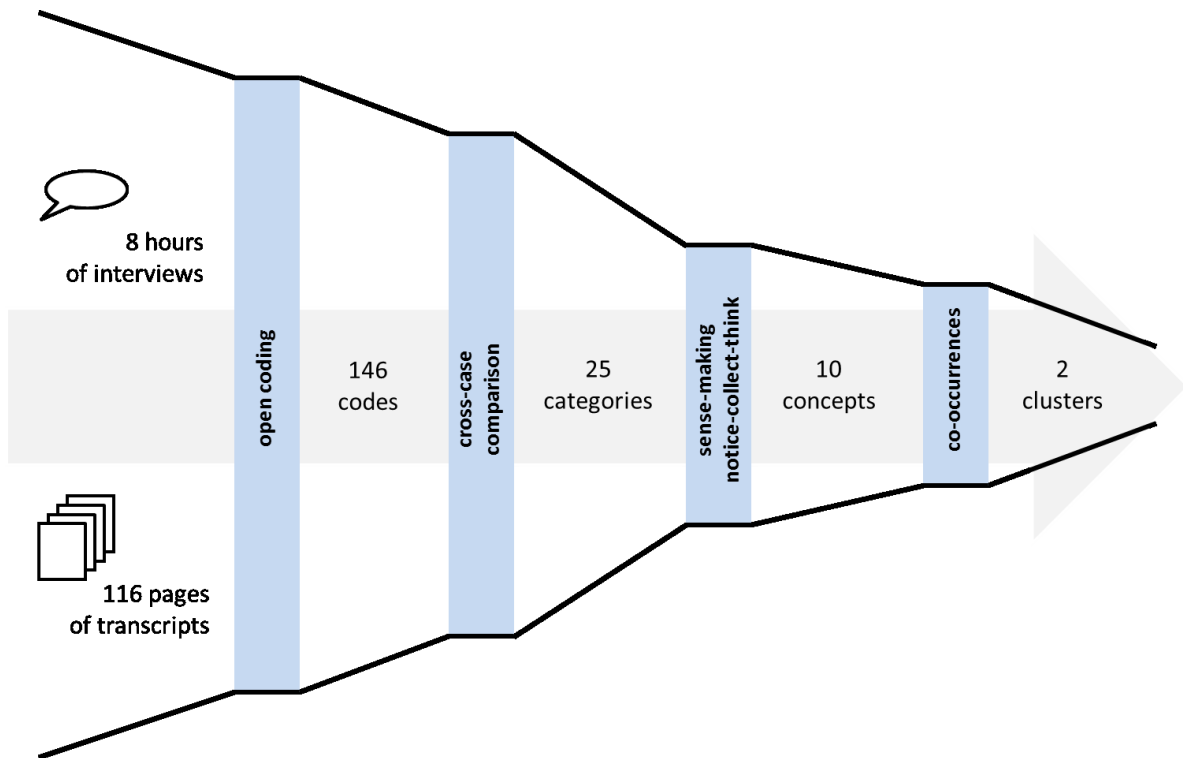 8 hours
of interviews
116 pages
of transcripts
open coding
146
codes
cross-case
comparison
25
categories
sense-making
notice-collect-think
10
concepts
co-occurrences
2
clusters